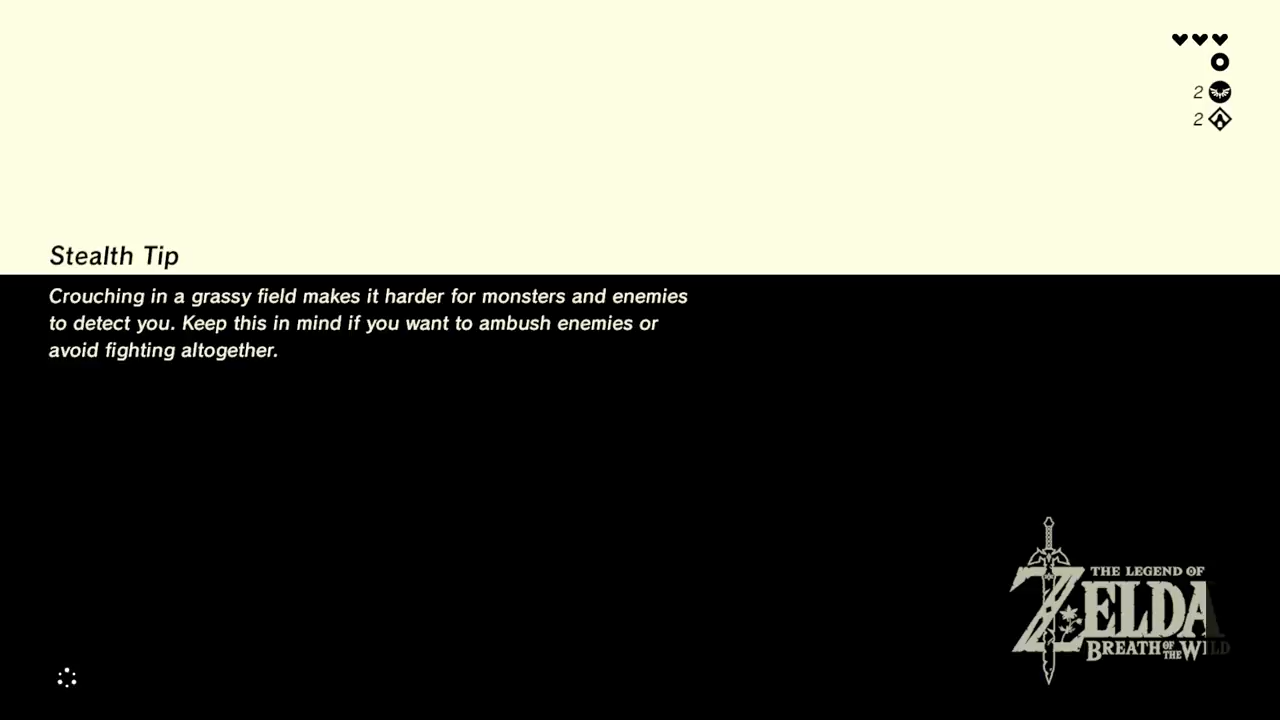 2
2
Stealth Tip
Crouching in a grassy field makes it harder for monsters and enemies
to detect you. Keep this in mind if you want to ambush enemies or
avoid fighting altogether.
THE LEGEND OF
ZELDA
BREATH OF THE WILD